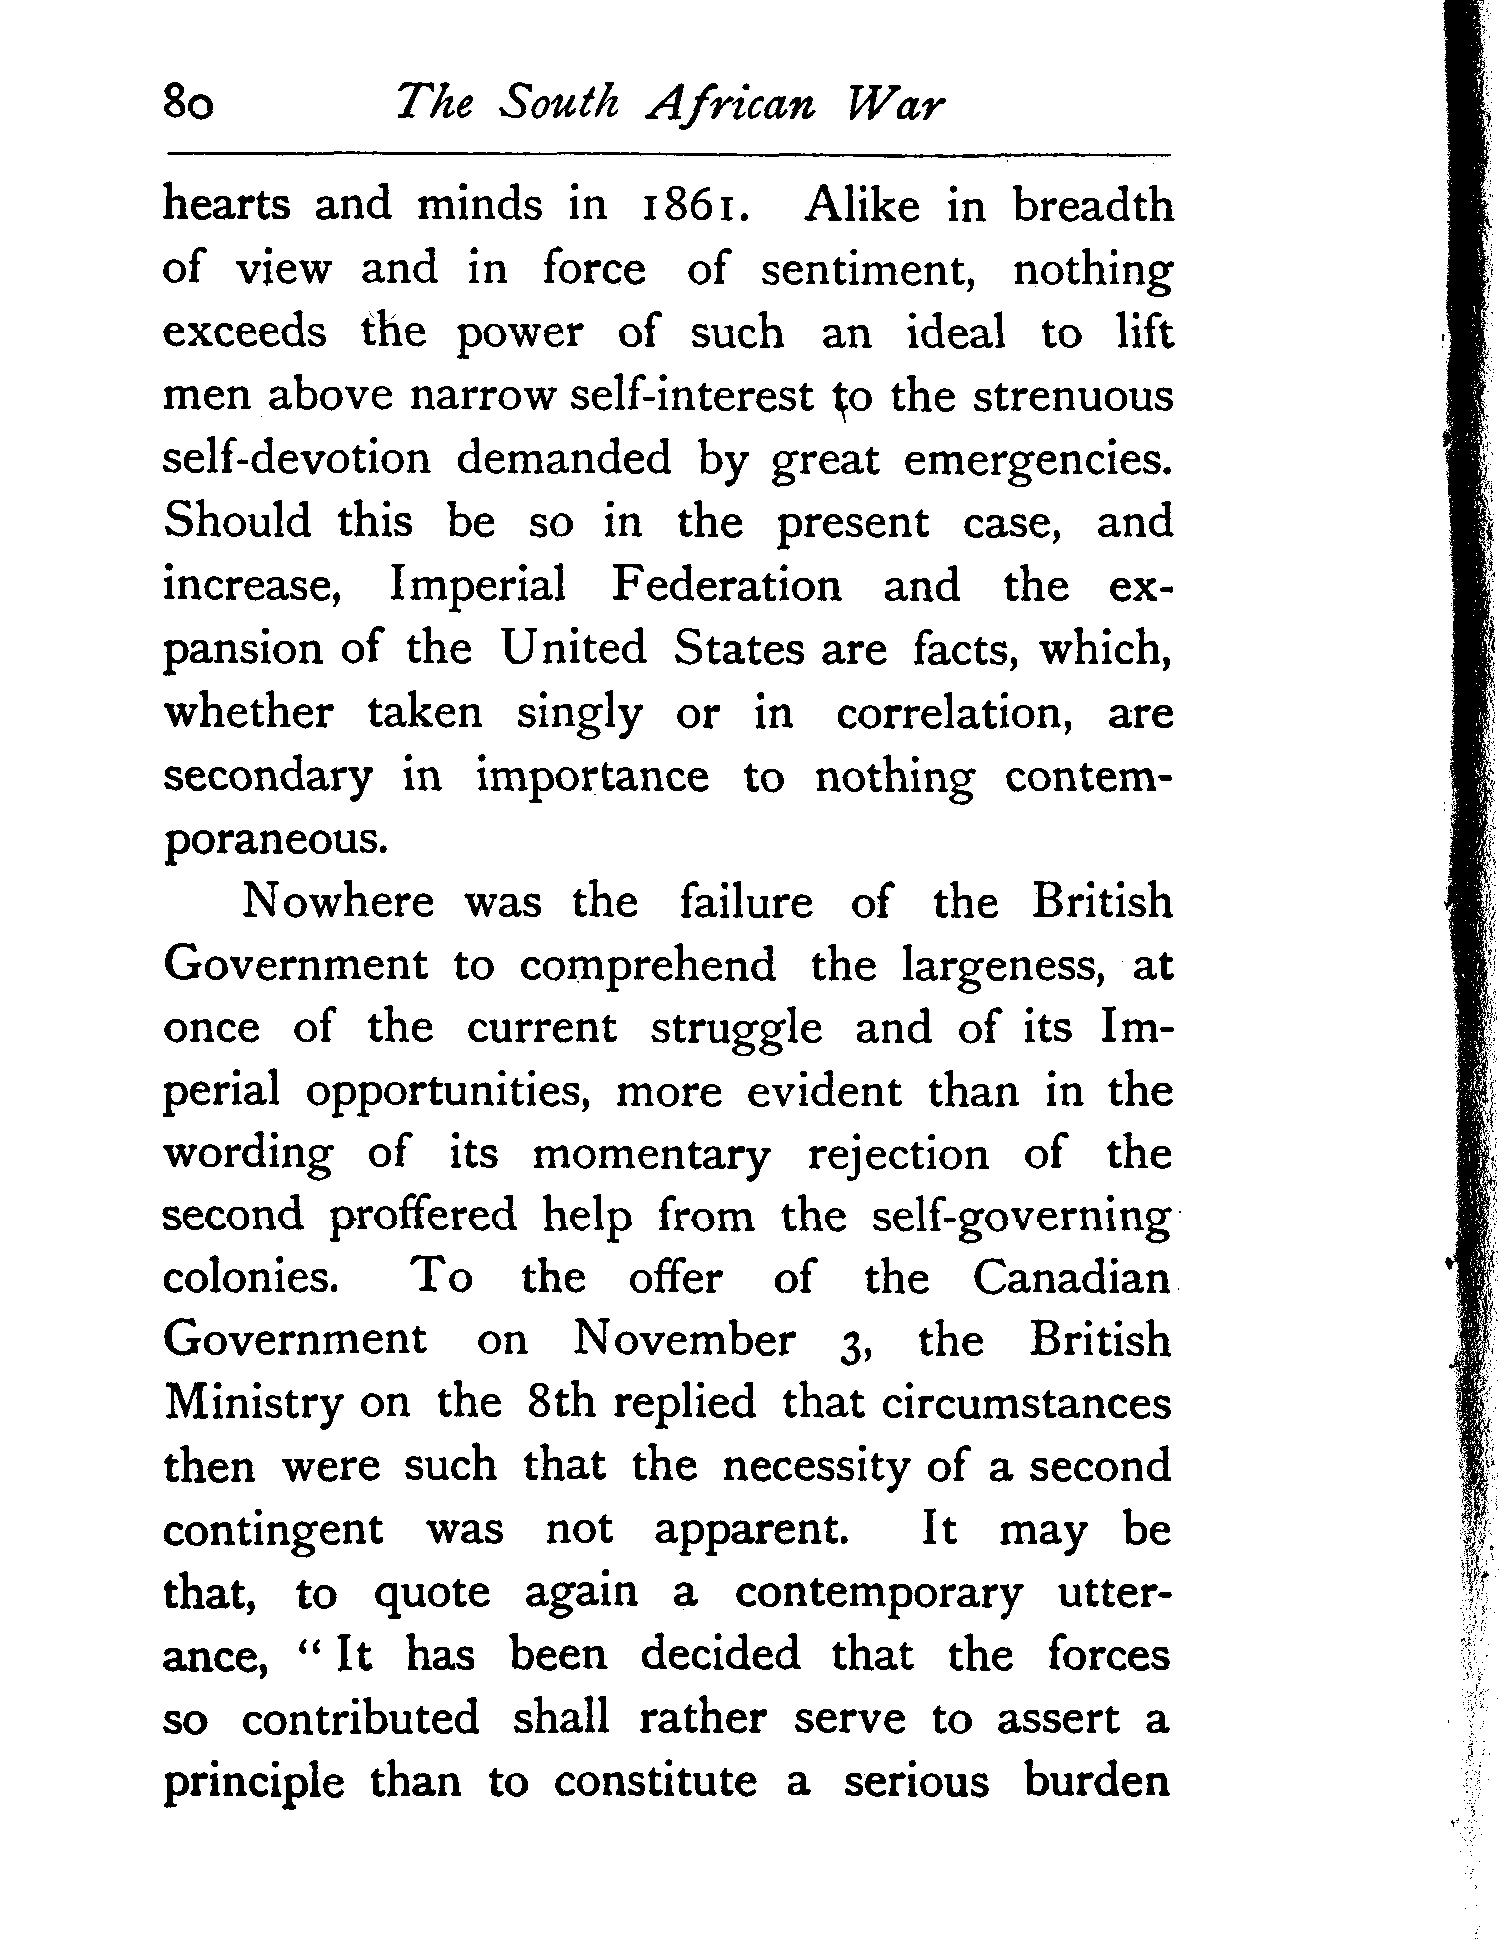 80 The South African War
hearts and minds in 1861. Alike in breadth
of view and in force of sentiment, nothing
exceeds the power of such an ideal to lift
men above narrow self-interest to the strenuous
self-devotion demanded by great emergencies.
Should this be so in the present case, and
increase, Imperial Federation and the ex-
pansion of the United States are facts, which,
whether taken singly or in correlation, are
secondary in importance to nothing contem-
poraneous.
Nowhere was the failure of the British
Government to comprehend the largeness, at
once of the current struggle and of its Im-
perial opportunities, more evident than in the
wording of its momentary rejection of the
second proffered help from the self-governing
colonies. To the offer of the Canadian
Government on November 3, the British
Ministry on the 8th replied that circumstances
then were such that the necessity of a second
contingent was not apparent. It may be
that, to quote again a contemporary utter-
ance, “ It has been decided that the forces
so contributed shall rather serve to assert a
principle than to constitute a serious burden